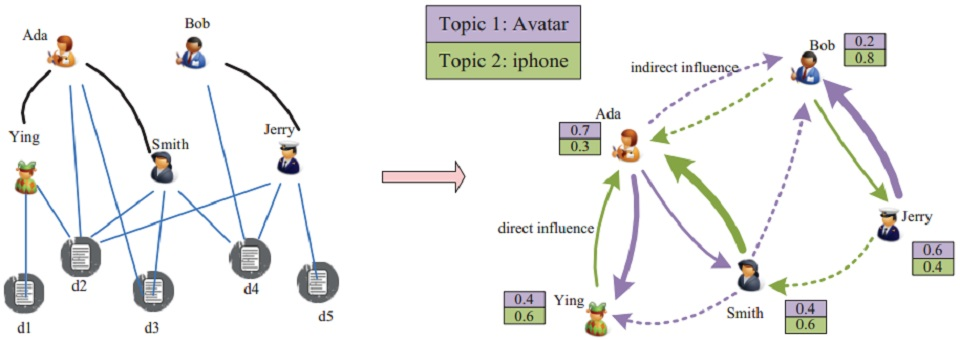 Ada
Bob
Ying
Smith
Jerry
d1
d2
d3
d4
d5
Topic 1: Avatar
Topic 2: iphone
indirect influence
Bob
0.2
0.8
Ada
0.7
0.3
direct influence
Jerry
0.6
0.4
Ying
0.4
0.6
Smith
0.4
0.6